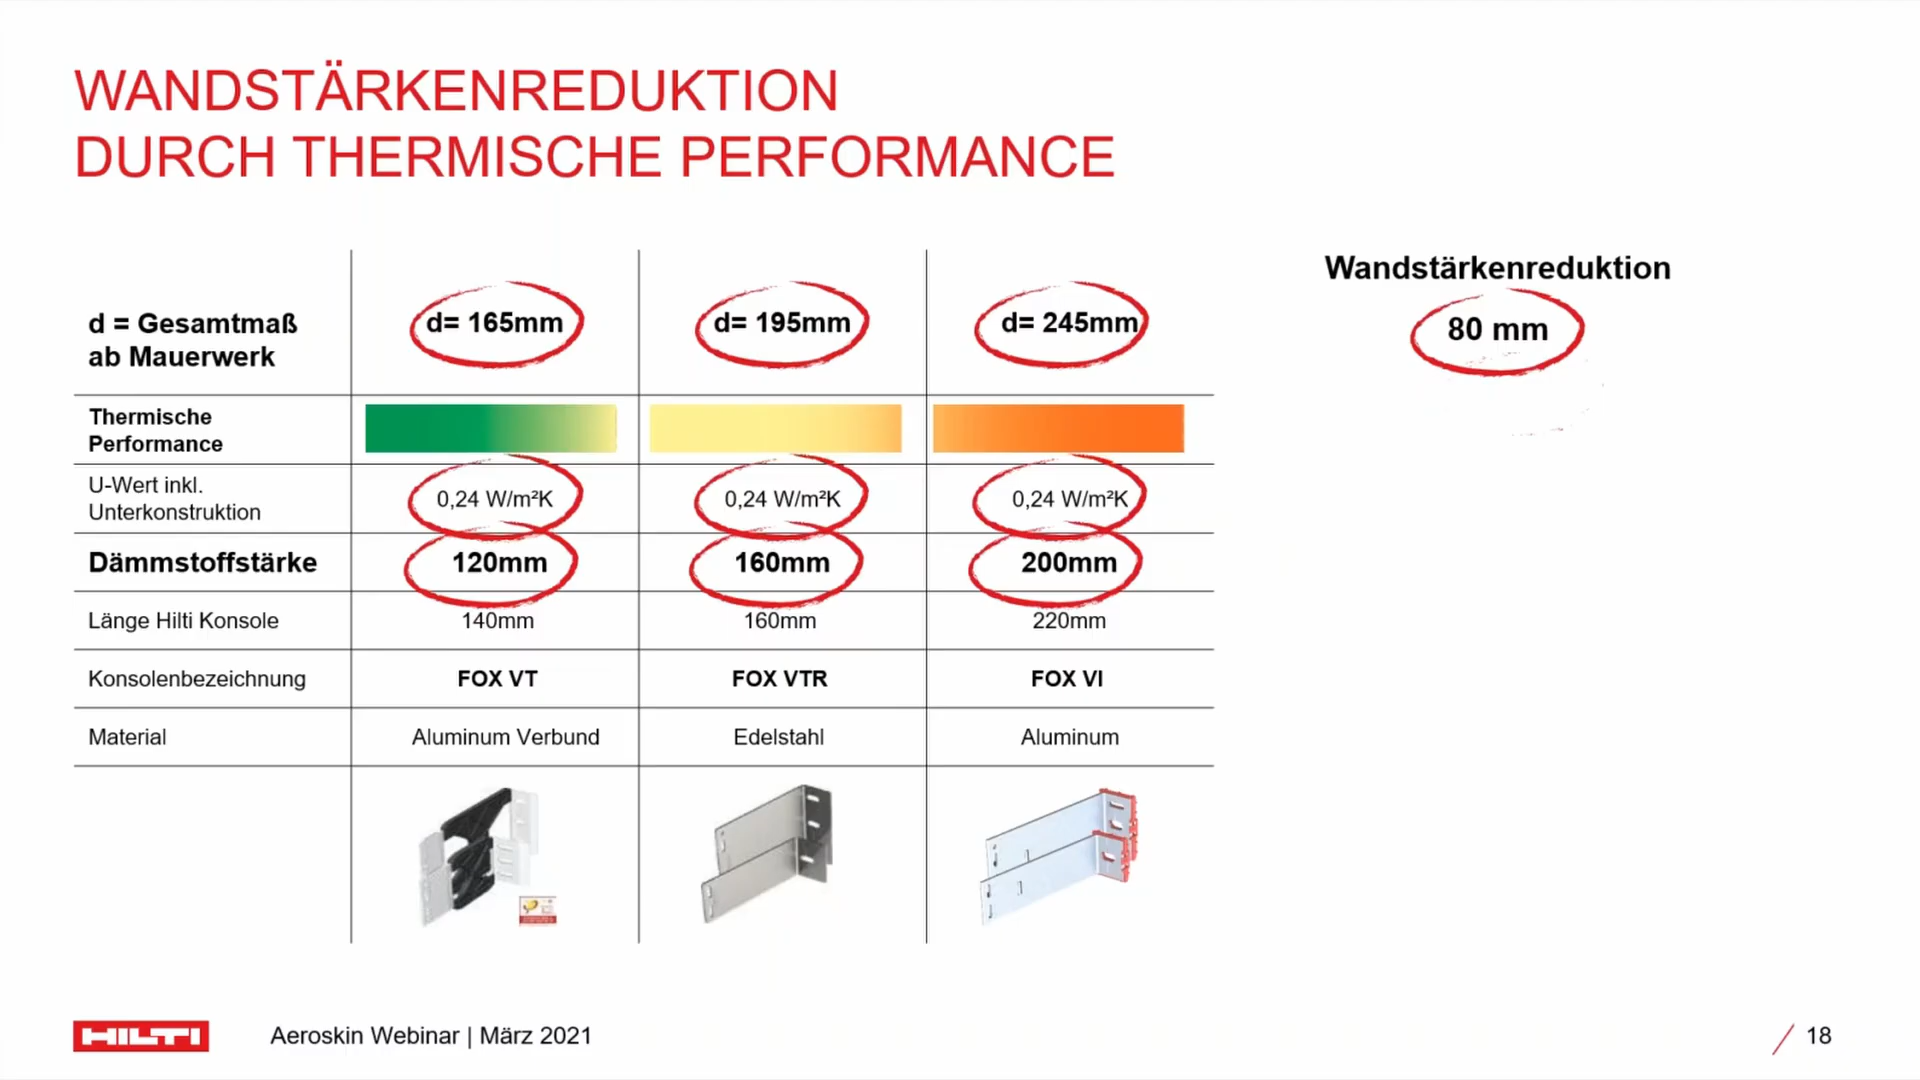 WANDSTÄRKENREDUKTION
DURCH THERMISCHE PERFORMANCE
Wandstärkenreduktion
80 mm
d = Gesamtmaß
ab Mauerwerk
d= 165mm
d= 195mm
d= 245mm
Thermische
Performance
U-Wert inkl.
Unterkonstruktion
0,24 W/m²K
0,24 W/m²K
0,24 W/m²K
Dämmstoffstärke
120mm
160mm
200mm
Länge Hilti Konsole
140mm
160mm
220mm
Konsolenbezeichnung
FOX VT
FOX VTR
FOX VI
Material
Aluminum Verbund
Edelstahl
Aluminum
HILTI
Aeroskin Webinar | März 2021
18